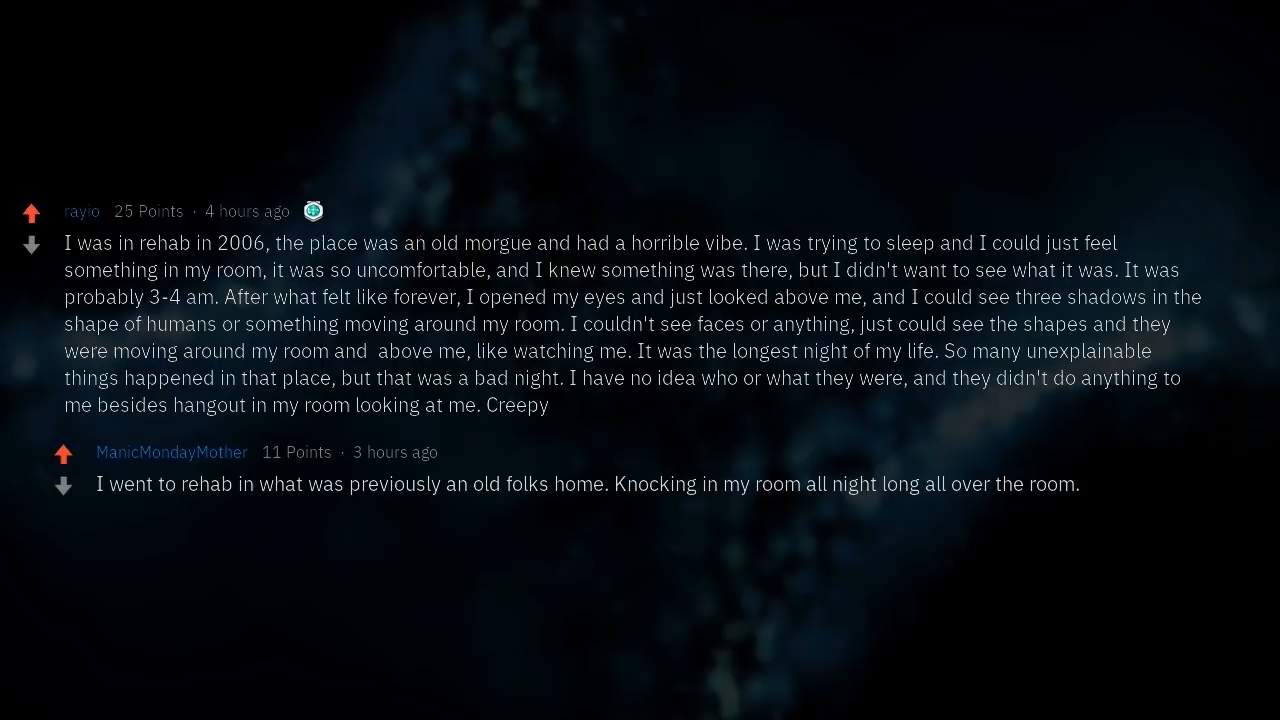 rayio 25 Points · 4 hours ago
I was in rehab in 2006, the place was an old morgue and had a horrible vibe. I was trying to sleep and I could just feel
something in my room, it was so uncomfortable, and I knew something was there, but I didn't want to see what it was. It was
probably 3-4 am. After what felt like forever, I opened my eyes and just looked above me, and I could see three shadows in the
shape of humans or something moving around my room. I couldn't see faces or anything, just could see the shapes and they
were moving around my room and  above me, like watching me. It was the longest night of my life. So many unexplainable
things happened in that place, but that was a bad night. I have no idea who or what they were, and they didn't do anything to
me besides hangout in my room looking at me. Creepy
ManicMondayMother 11 Points · 3 hours ago
I went to rehab in what was previously an old folks home. Knocking in my room all night long all over the room.